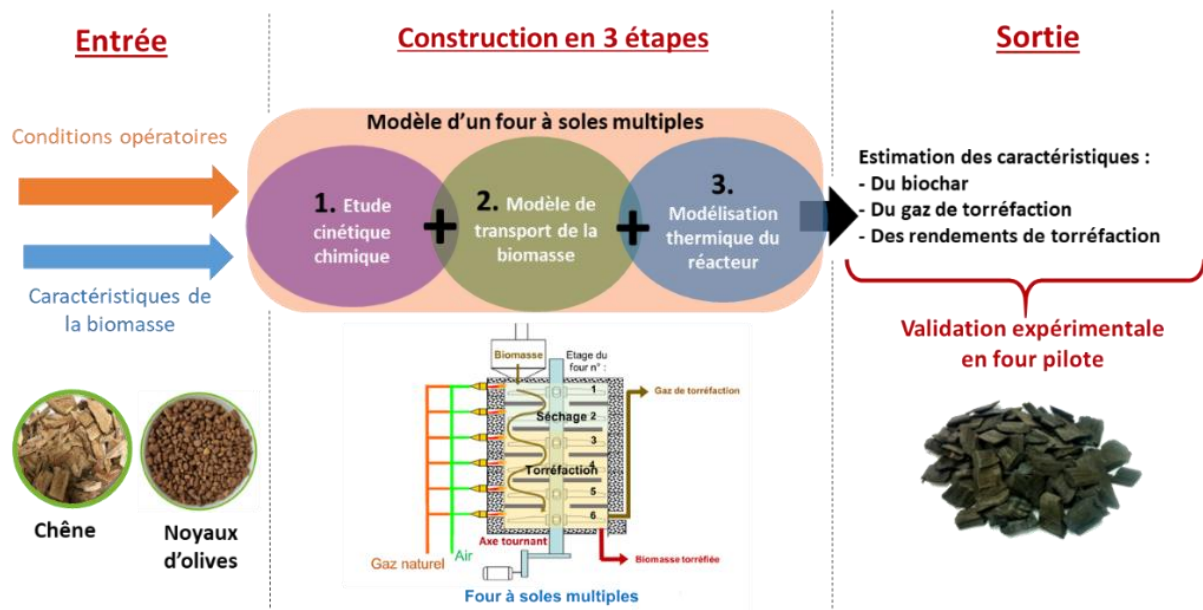 Entrée
Construction en 3 étapes
Sortie
Conditions opératoires
Caractéristiques de
la biomasse
Chêne
Noyaux
d'olives
Modèle d'un four à soles multiples
1. Etude
cinétique
chimique
+
2. Modèle de
transport de la
biomasse
+
3.
Modélisation
thermique du
réacteur
Biomasse
Etage du
four n° :
1
Séchage
2
3
4
Torréfaction
5
6
Gaz de torréfaction
Axe tournant
Gaz naturel
Air
Biomasse torréfiée
Four à soles multiples
Estimation des caractéristiques :
- Du biochar
- Du gaz de torréfaction
- Des rendements de torréfaction
Validation expérimentale
en four pilote